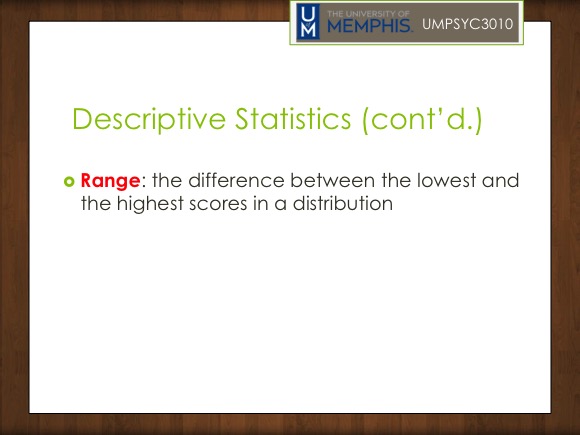 UM
THE UNIVERSITY OF
MEMPHIS.
UMPSYC3010
Descriptive Statistics (cont’d.)
Range: the difference between the lowest and
the highest scores in a distribution